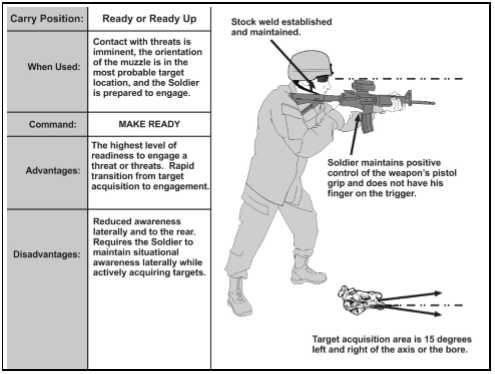 Carry Position: Ready or Ready Up
When Used:
Contact with threats is
imminent, the orientation
of the muzzle is in the
most probable target
location, and the Soldier
is prepared to engage.
Command: MAKE READY
Advantages:
The highest level of
readiness to engage a
threat or threats. Rapid
transition from target
acquisition to engagement.
Disadvantages:
Reduced awareness
laterally and to the rear.
Requires the Soldier to
maintain situational
awareness laterally while
actively acquiring targets.
Stock weld established
and maintained.
Soldier maintains positive
control of the weapon's pistol
grip and does not have his
finger on the trigger.
Target acquisition area is 15 degrees
left and right of the axis or the bore.